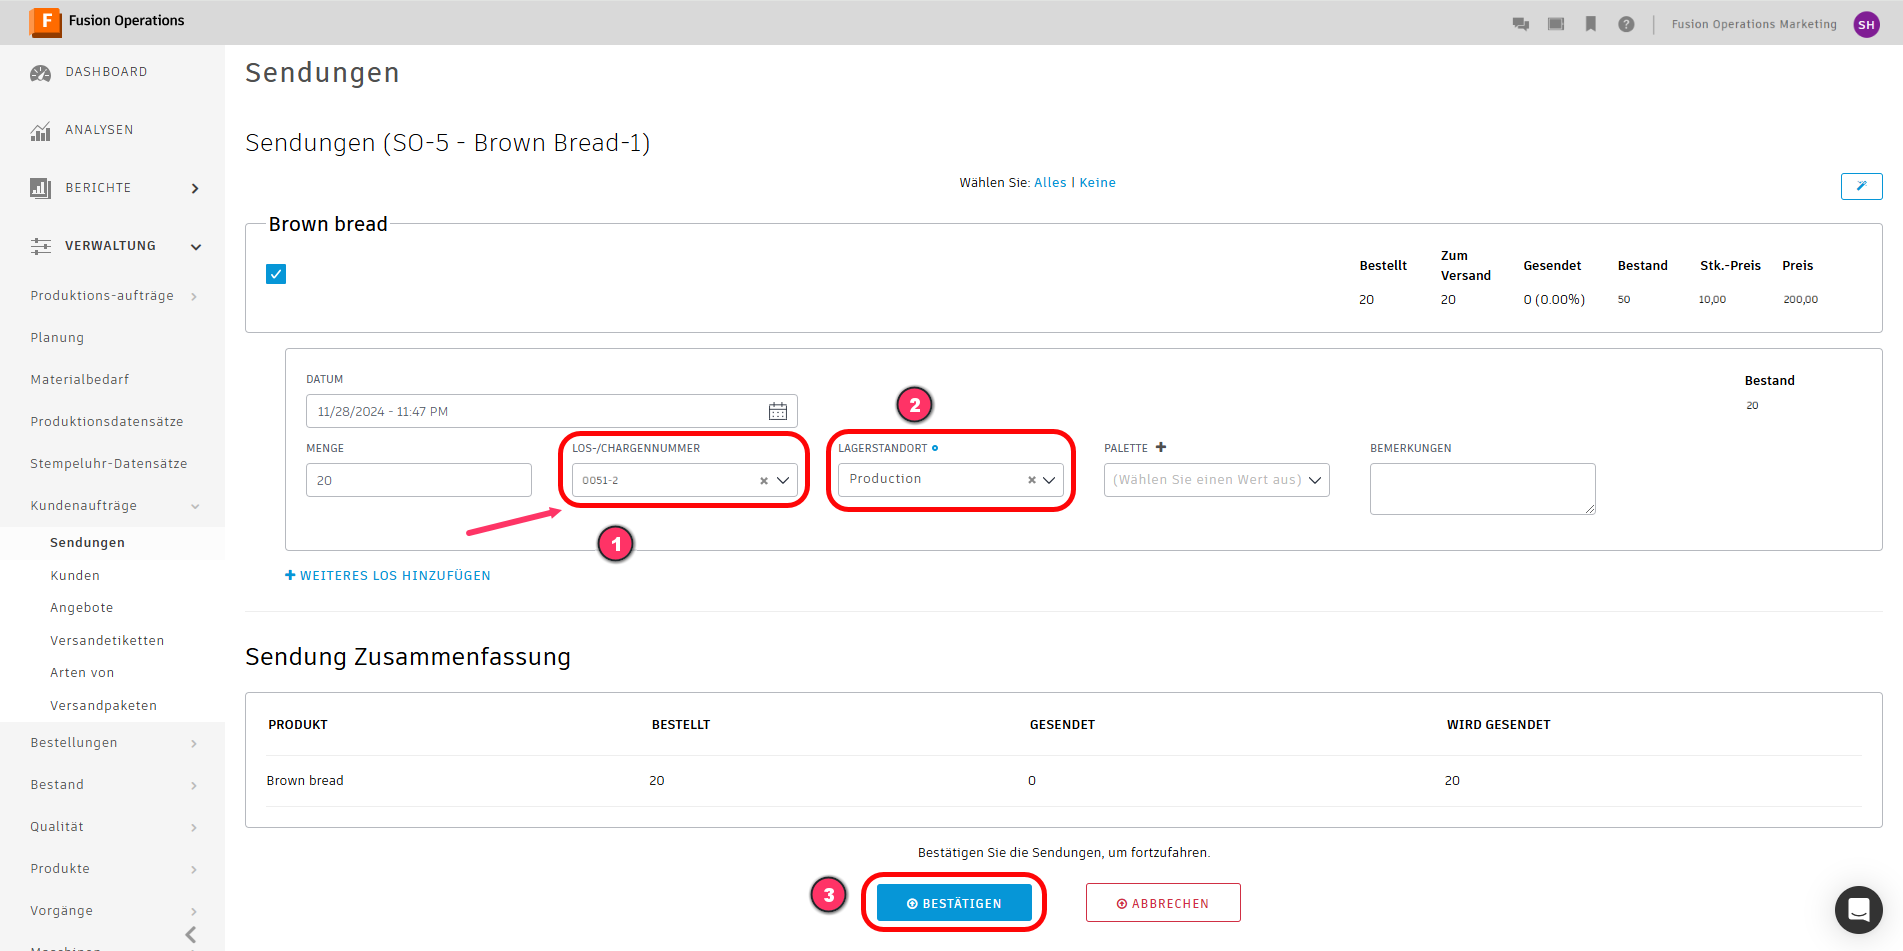 F Fusion Operations
Fusion Operations Marketing SH
DASHBOARD
ANALYSEN
BERICHTE
VERWALTUNG
Produktions-aufträge
Planung
Materialbedarf
Produktionsdatensätze
Stempeluhr-Datensätze
Kundenaufträge
Sendungen
Kunden
Angebote
Versandetiketten
Arten von
Versandpaketen
Bestellungen
Bestand
Qualität
Produkte
Vorgänge
Maschinen
Sendungen
Sendungen (SO-5 - Brown Bread-1)
Wählen Sie: Alles | Keine
Brown bread
Bestellt Zum Versand Gesendet Bestand Stk.-Preis Preis
20 20 0 (0.00%) 50 10,00 200,00
DATUM
11/28/2024 - 11:47 PM
Bestand
20
2
MENGE LOS-/CHARGENNUMMER LAGERSTANDORT PALETTE BEMERKUNGEN
20 0051-2 Production (Wählen Sie einen Wert aus)
1
WEITERES LOS HINZUFÜGEN
Sendung Zusammenfassung
PRODUKT BESTELLT GESENDET WIRD GESENDET
Brown bread 20 0 20
Bestätigen Sie die Sendungen, um fortzufahren.
3 BESTÄTIGEN ABBRECHEN